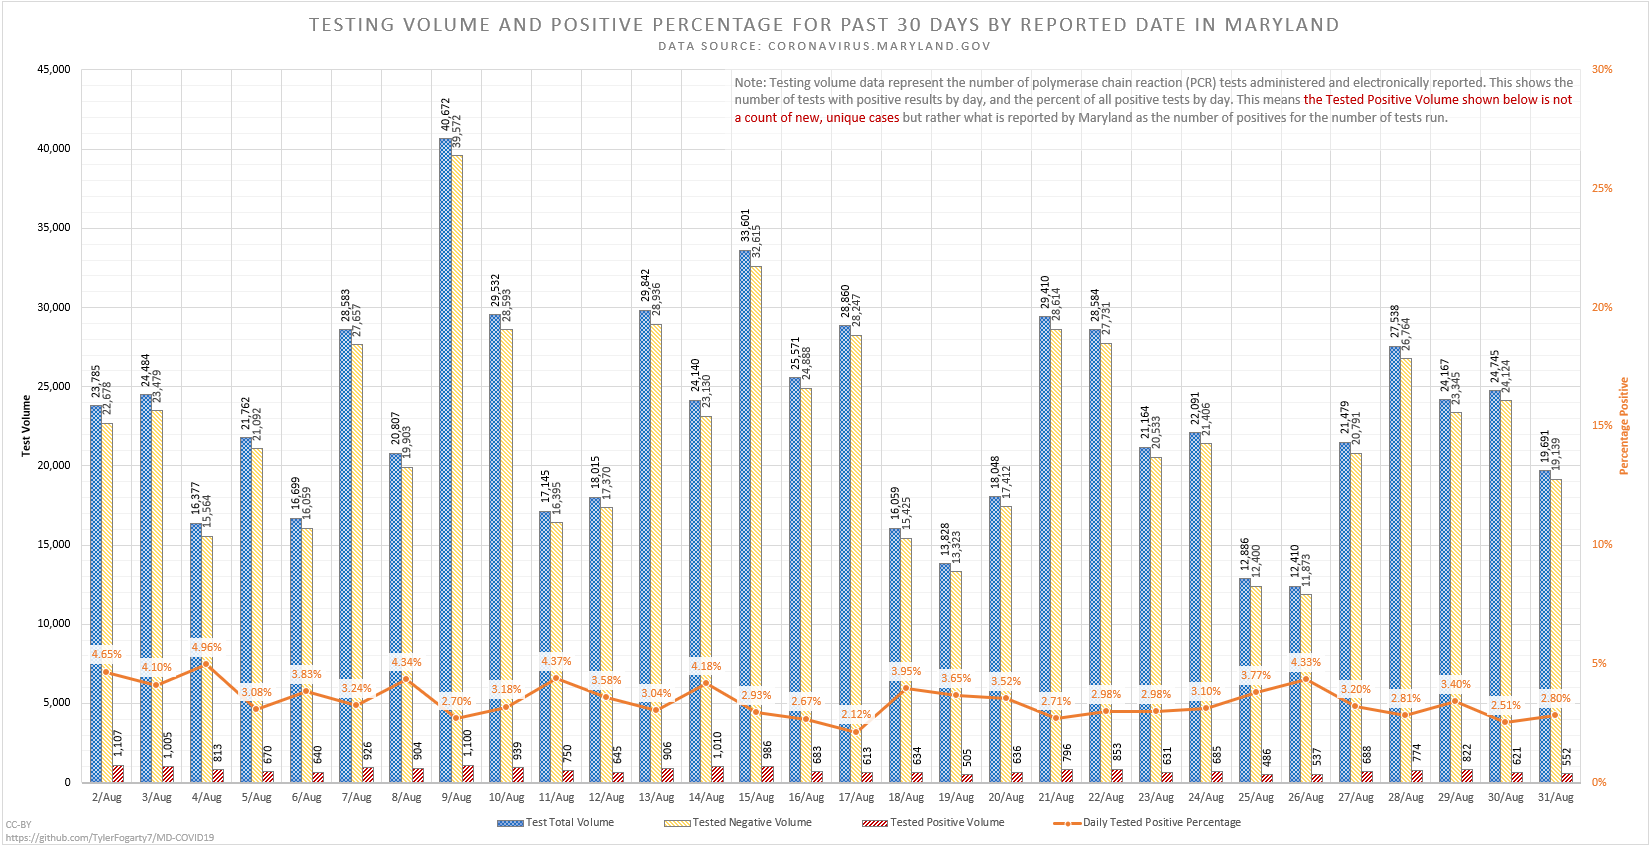 TESTING VOLUME AND POSITIVE PERCENTAGE FOR PAST 30 DAYS BY REPORTED DATE IN MARYLAND
DATA SOURCE: CORONAVIRUS.MARYLAND.GOV
Note: Testing volume data represent the number of polymerase chain reaction (PCR) tests administered and electronically reported. This shows the
number of tests with positive results by day, and the percent of all positive tests by day. This means the Tested Positive Volume shown below is not
a count of new, unique cases but rather what is reported by Maryland as the number of positives for the number of tests run.
Test Volume
45,000
40,000
35,000
30,000
25,000
20,000
15,000
10,000
5,000
0
Percentage Positive
30%
25%
20%
15%
10%
5%
0%
23,785 22,678 4.65% 1,107
24,484 23,479 4.10% 1,005
16,377 15,564 4.96% 813
21,762 21,092 3.08% 670
16,699 16,059 3.83% 640
28,583 27,657 3.24% 926
20,807 19,903 4.34% 904
40,672 39,572 2.70% 1,100
29,532 28,593 3.18% 939
17,145 16,395 4.37% 750
18,015 17,370 3.58% 645
29,842 28,936 3.04% 906
24,140 23,130 4.18% 1,010
33,601 32,615 2.93% 986
25,571 24,888 2.67% 683
28,860 28,247 2.12% 613
16,059 15,425 3.95% 634
13,828 13,323 3.65% 505
18,048 17,412 3.52% 636
29,410 28,614 2.71% 796
28,584 27,731 2.98% 853
21,164 20,533 2.98% 631
22,091 21,406 3.10% 685
12,886 12,400 3.77% 486
12,410 11,873 4.33% 537
21,479 20,791 3.20% 688
27,538 26,764 2.81% 774
24,167 23,345 3.40% 822
24,745 24,124 2.51% 621
19,691 19,139 2.80% 552
2/Aug 3/Aug 4/Aug 5/Aug 6/Aug 7/Aug 8/Aug 9/Aug 10/Aug 11/Aug 12/Aug 13/Aug 14/Aug 15/Aug 16/Aug 17/Aug 18/Aug 19/Aug 20/Aug 21/Aug 22/Aug 23/Aug 24/Aug 25/Aug 26/Aug 27/Aug 28/Aug 29/Aug 30/Aug 31/Aug
Test Total Volume Tested Negative Volume Tested Positive Volume Daily Tested Positive Percentage
CC-BY
https://github.com/TylerFogarty7/MD-COVID19